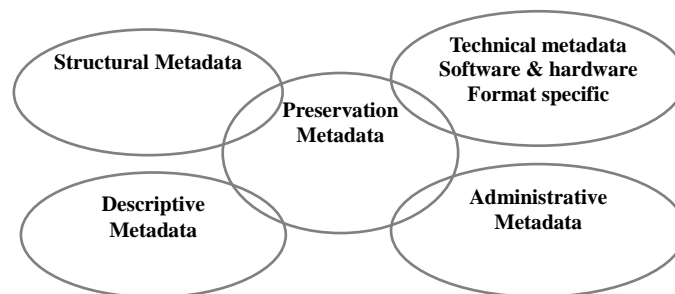 Structural Metadata
Technical metadata
Software & hardware
Format specific
Preservation
Metadata
Descriptive
Metadata
Administrative
Metadata